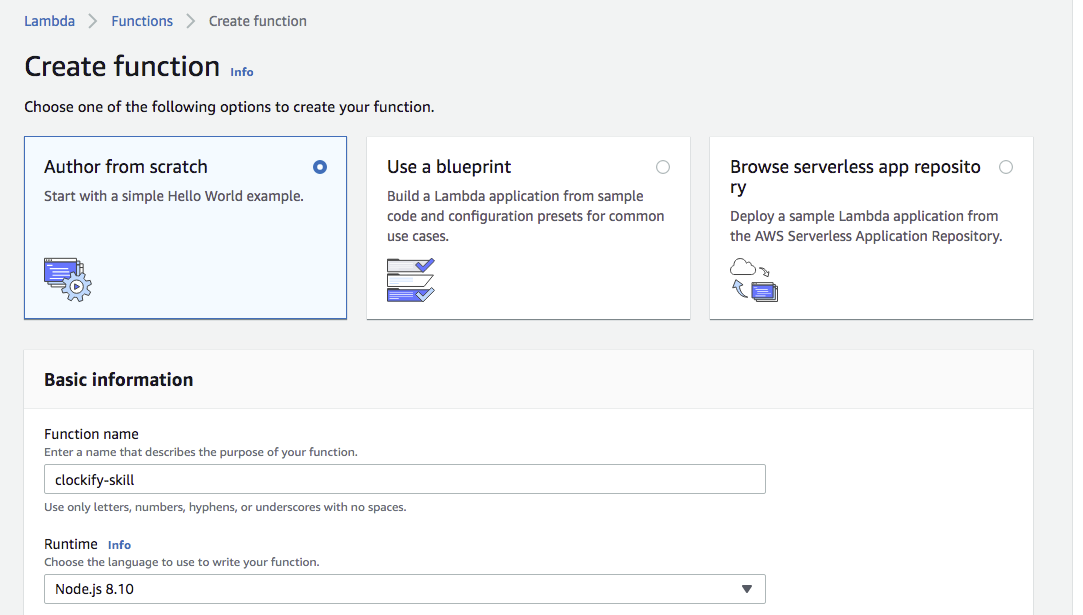 Lambda > Functions > Create function
Create function Info
Choose one of the following options to create your function.
Author from scratch
Start with a simple Hello World example.
Use a blueprint
Build a Lambda application from sample
code and configuration presets for common
use cases.
Browse serverless app reposito
ry
Deploy a sample Lambda application from
the AWS Serverless Application Repository.
Basic information
Function name
Enter a name that describes the purpose of your function.
clockify-skill
Use only letters, numbers, hyphens, or underscores with no spaces.
Runtime Info
Choose the language to use to write your function.
Node.js 8.10